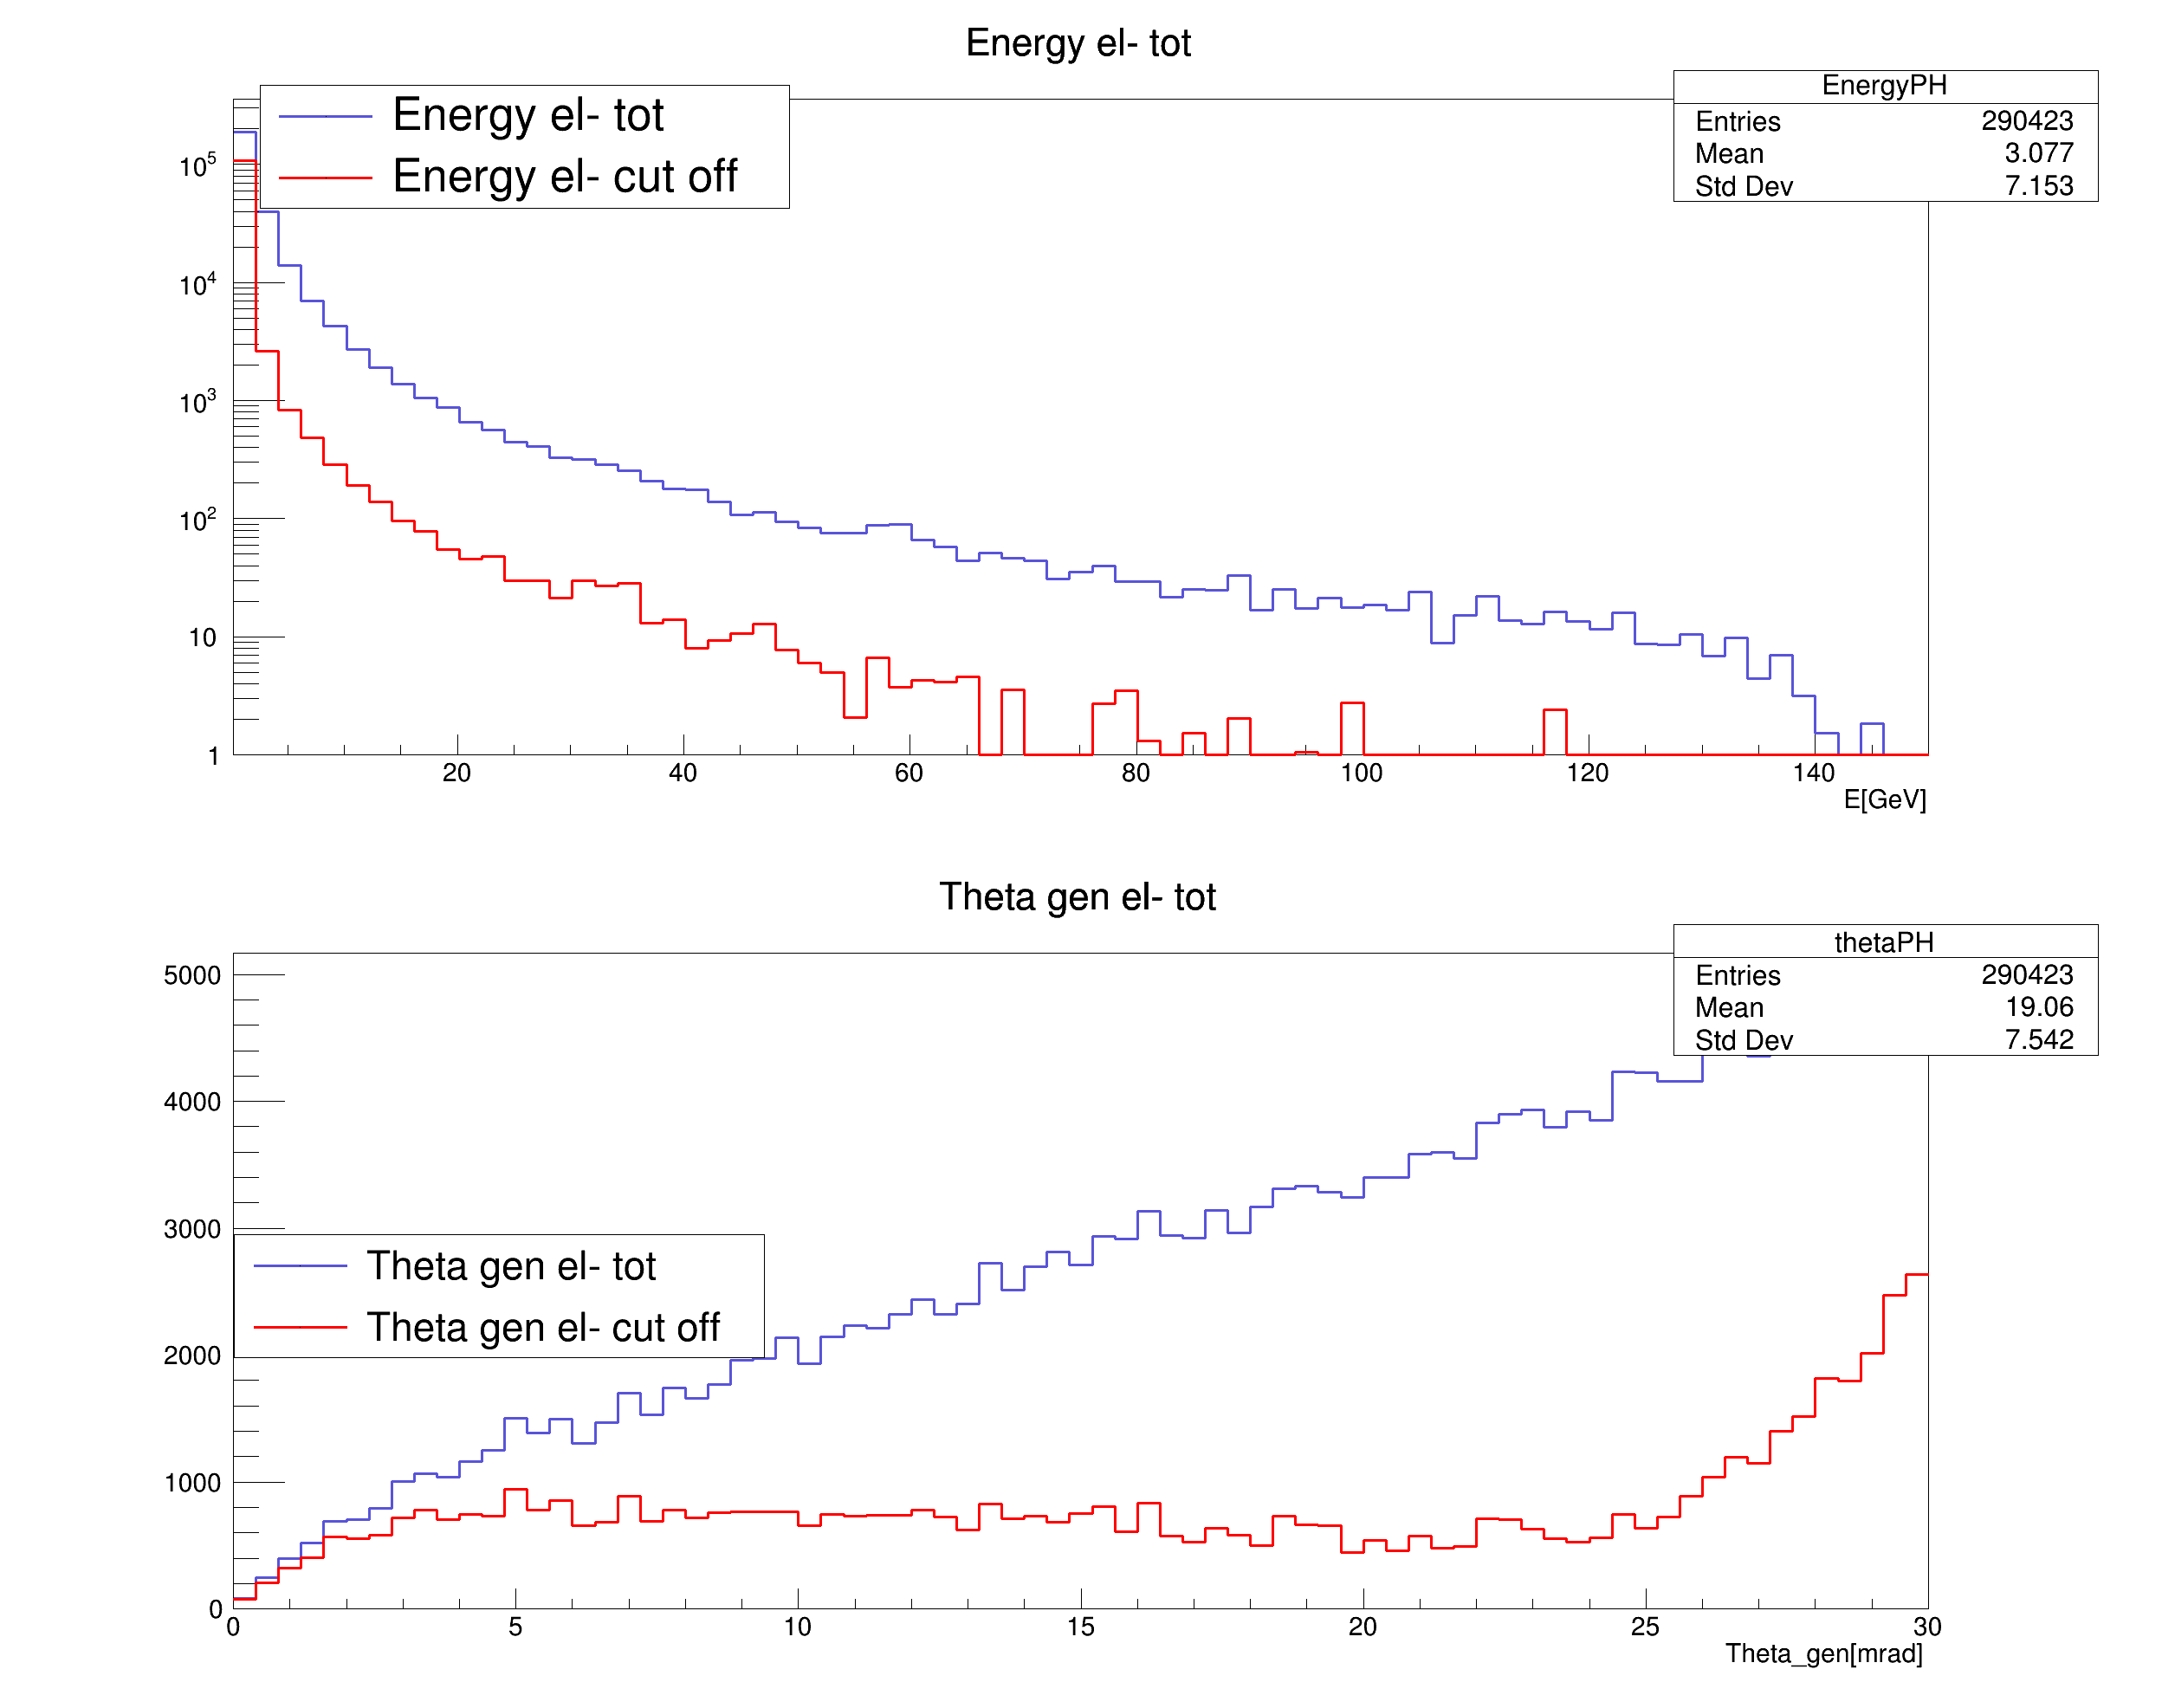 Energy el- tot
Energy el- tot
Energy el- cut off
EnergyPH
Entries 290423
Mean 3.077
Std Dev 7.153
10^5
10^4
10^3
10^2
10
1
20 40 60 80 100 120 140
E[GeV]
Theta gen el- tot
thetaPH
Entries 290423
Mean 19.06
Std Dev 7.542
5000
4000
3000
Theta gen el- tot
Theta gen el- cut off
2000
1000
0
0 5 10 15 20 25 30
Theta_gen[mrad]